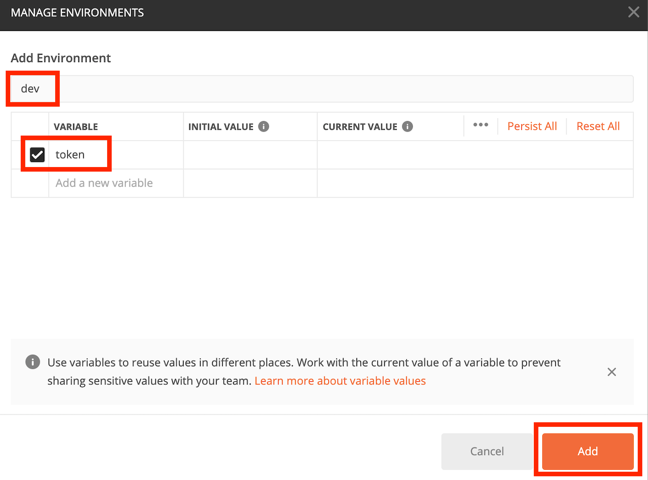 MANAGE ENVIRONMENTS
Add Environment
dev
VARIABLE INITIAL VALUE CURRENT VALUE ••• Persist All Reset All
token
Add a new variable
Use variables to reuse values in different places. Work with the current value of a variable to prevent
sharing sensitive values with your team. Learn more about variable values
Cancel Add